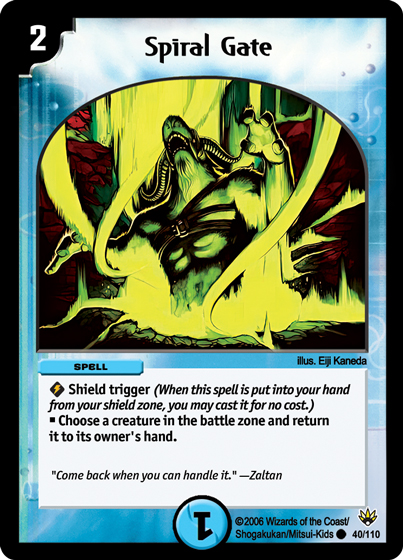 2
Spiral Gate
illus. Eiji Kaneda
SPELL
Shield trigger (When this spell is put into your hand
from your shield zone, you may cast it for no cost.)
▪ Choose a creature in the battle zone and return
it to its owner's hand.
"Come back when you can handle it." —Zaltan
1
©2006 Wizards of the Coast/
Shogakukan/Mitsui-Kids ● 40/110